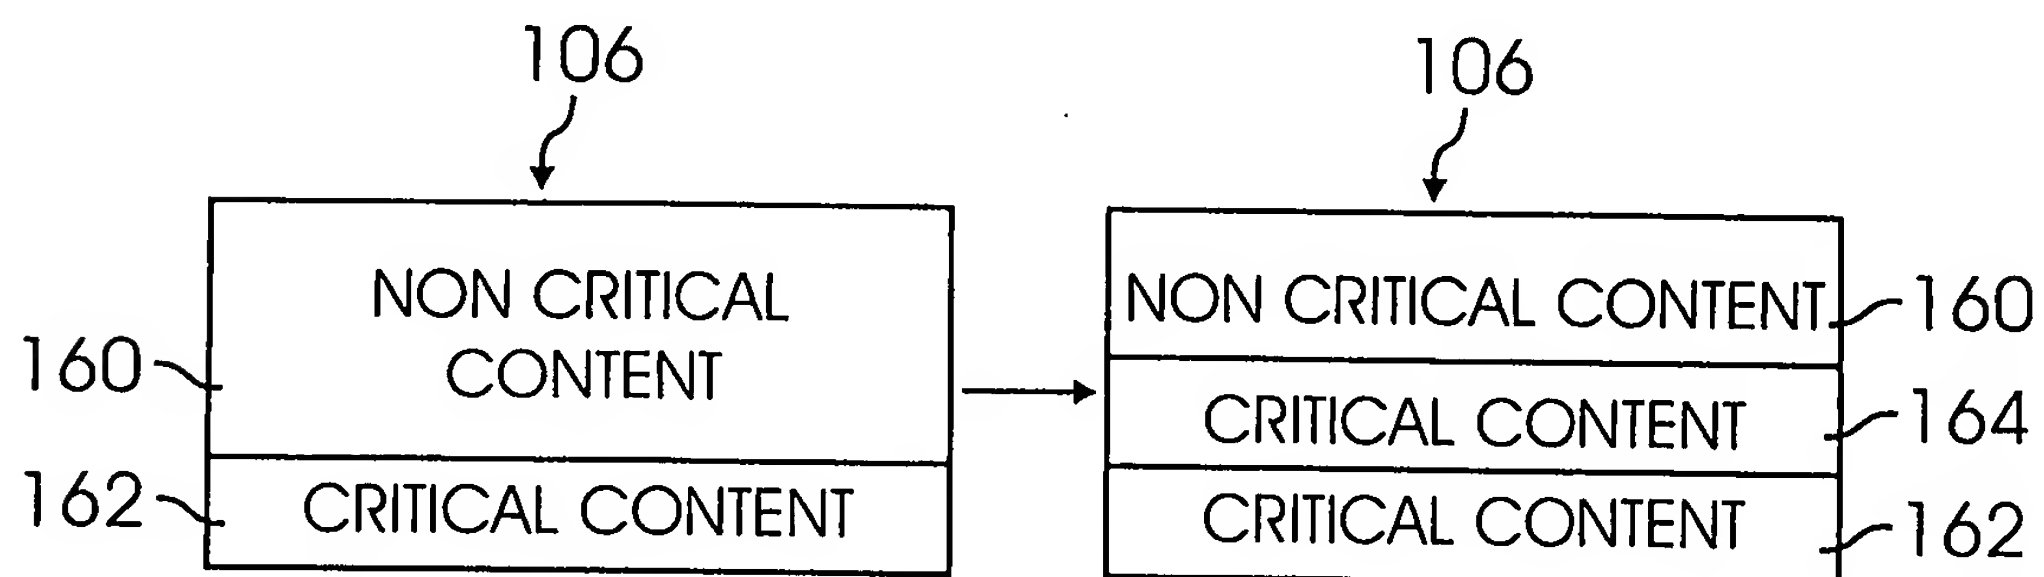 106
106
NON CRITICAL
CONTENT
160
162
CRITICAL CONTENT
NON CRITICAL CONTENT
160
CRITICAL CONTENT
164
CRITICAL CONTENT
162